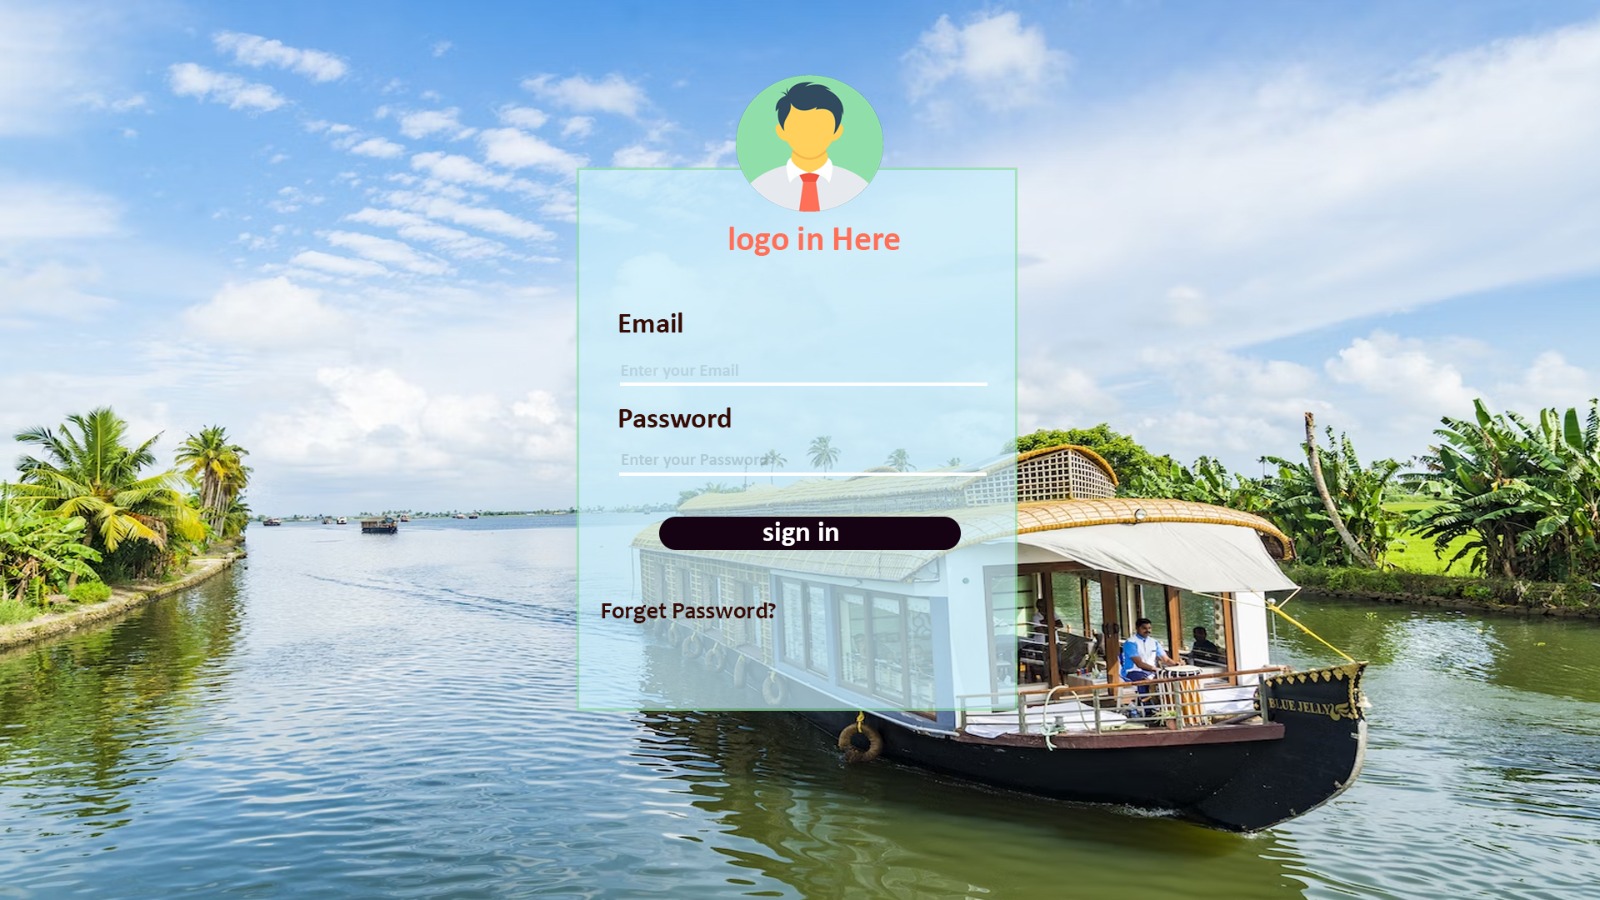 logo in Here
Email
Enter your Email
Password
Enter your Password
sign in
Forget Password?
BLUE JELLY